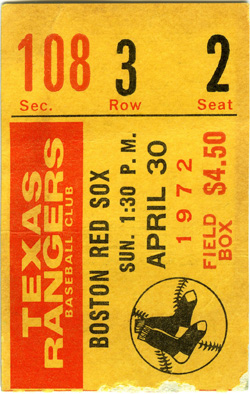 108 3 2
Sec. Row Seat
TEXAS
RANGERS
BASEBALL CLUB
BOSTON RED SOX
SUN. 1:30 P. M.
APRIL 30
1972
FIELD $4.50
BOX